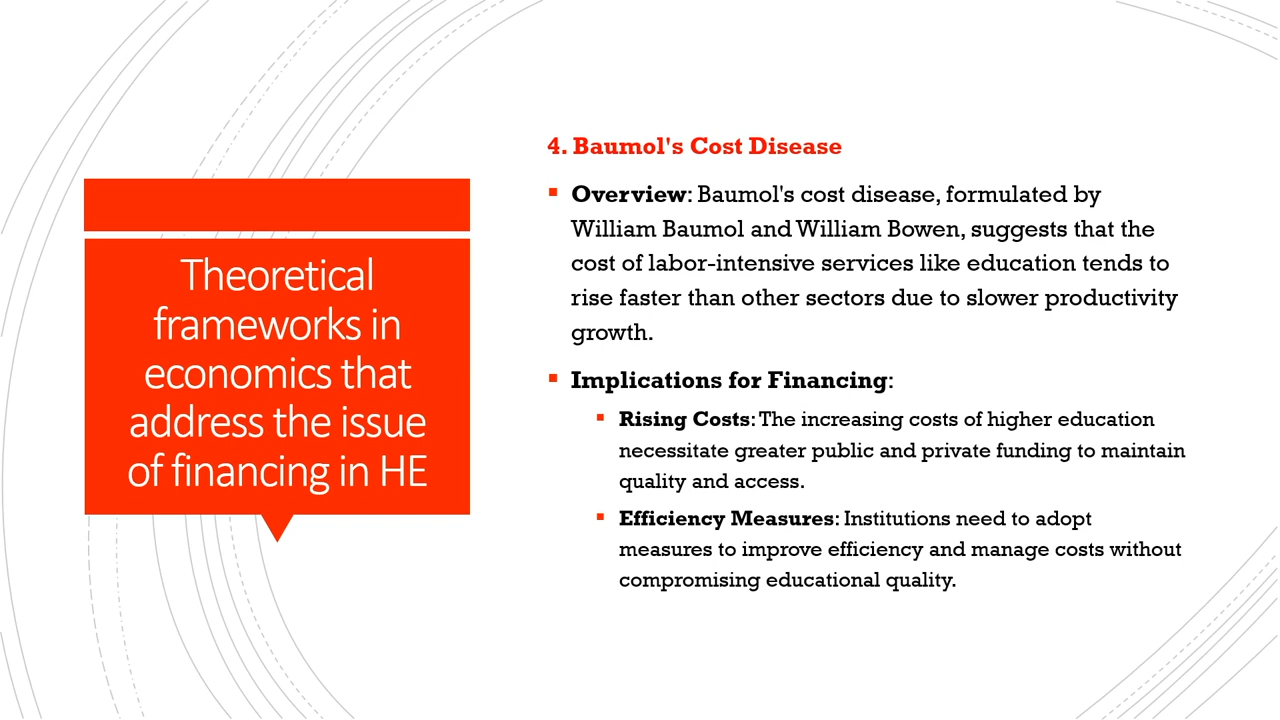 Theoretical
frameworks in
economics that
address the issue
of financing in HE
4. Baumol's Cost Disease
Overview: Baumol's cost disease, formulated by
William Baumol and William Bowen, suggests that the
cost of labor-intensive services like education tends to
rise faster than other sectors due to slower productivity
growth.
Implications for Financing:
Rising Costs: The increasing costs of higher education
necessitate greater public and private funding to maintain
quality and access.
Efficiency Measures: Institutions need to adopt
measures to improve efficiency and manage costs without
compromising educational quality.